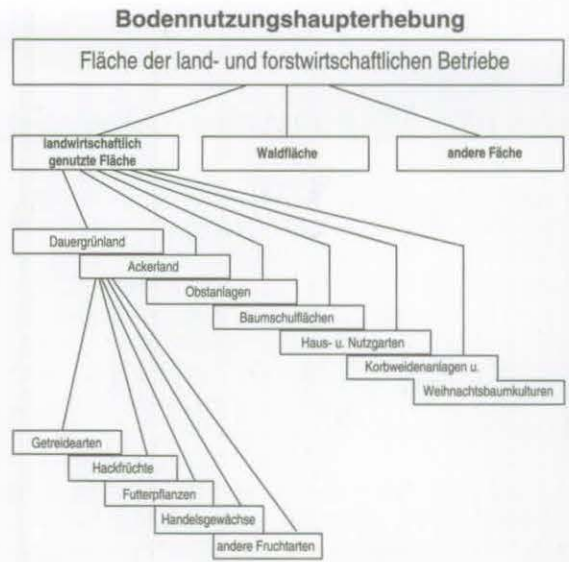 Bodennutzungshaupterhebung
Fläche der land- und forstwirtschaftlichen Betriebe
landwirtschaftlich
genutzte Fläche
Waldfläche
andere Fäche
Dauergrünland
Ackerland
Obstanlagen
Baumschulflächen
Haus- u. Nutzgarten
Korbweidenanlagen u.
Weihnachtsbaumkulturen
Getreidearten
Hackfrüchte
Futterpflanzen
Handelsgewächse
andere Fruchtarten